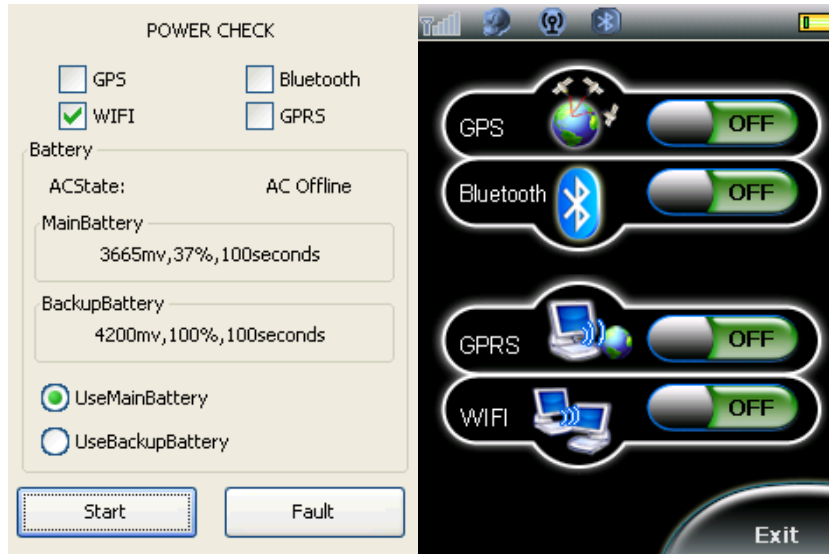 POWER CHECK
GPS
Bluetooth
WIFI
GPRS
Battery
ACState: AC Offline
MainBattery
3665mv,37%,100seconds
BackupBattery
4200mv,100%,100seconds
UseMainBattery
UseBackupBattery
Start
Fault
GPS OFF
Bluetooth OFF
GPRS OFF
WIFI OFF
Exit